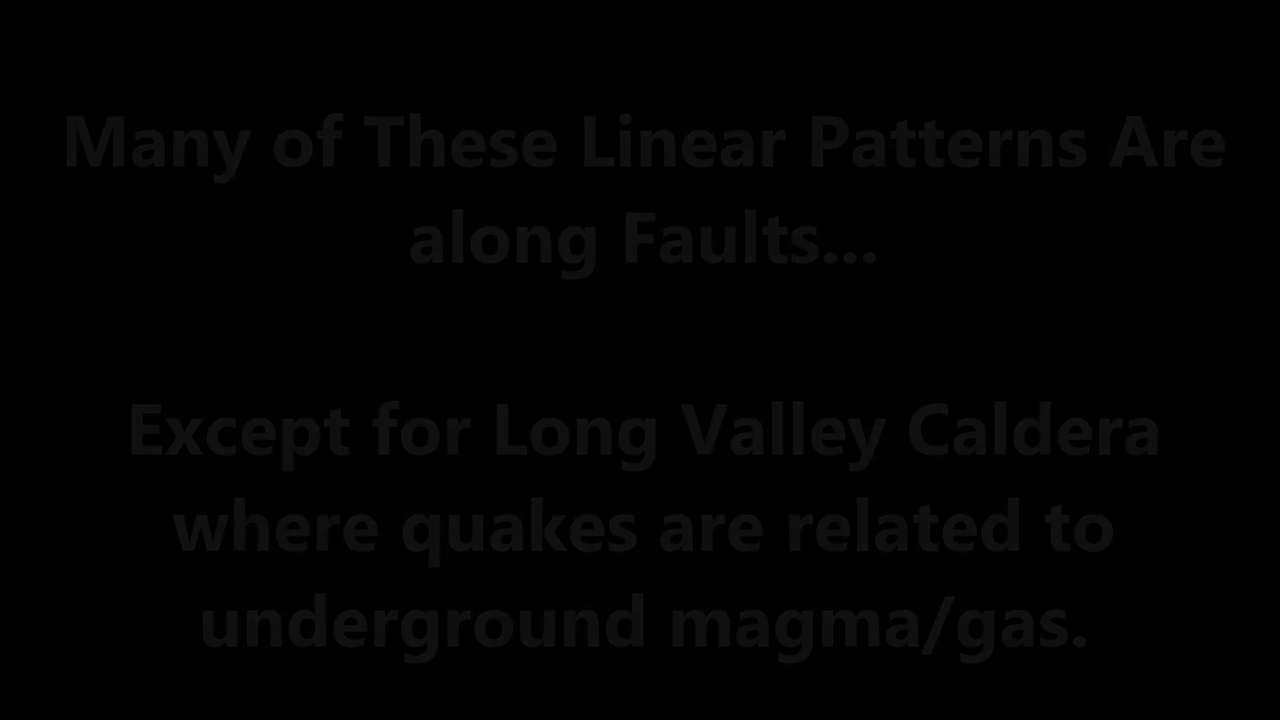 Many of These Linear Patterns Are
along Faults...
Except for Long Valley Caldera
where quakes are related to
underground magma/gas.